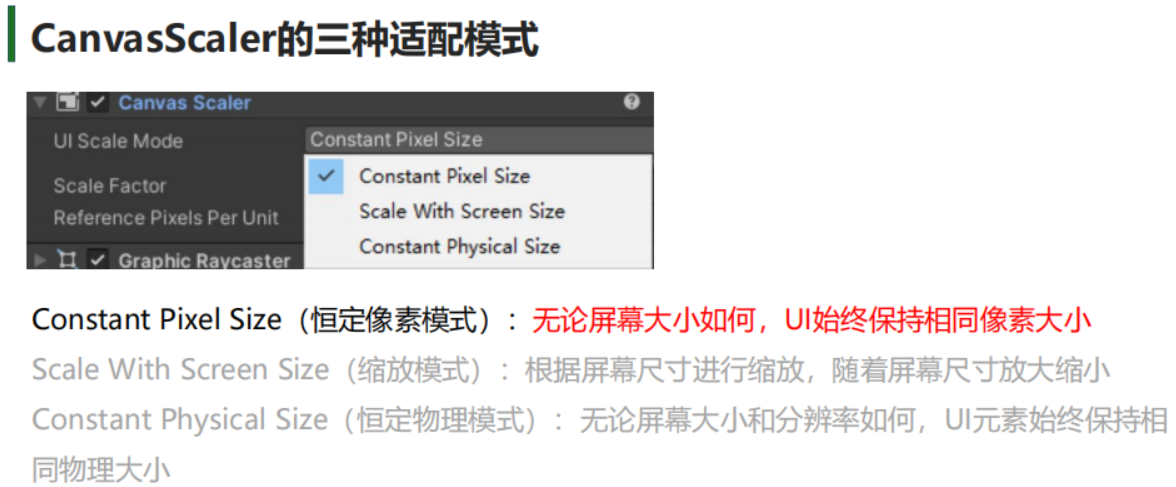 CanvasScaler的三种适配模式
Canvas Scaler
UI Scale Mode
Constant Pixel Size
Constant Pixel Size
Scale Factor
Scale With Screen Size
Reference Pixels Per Unit
Constant Physical Size
Graphic Raycaster
Constant Pixel Size（恒定像素模式）：无论屏幕大小如何，UI始终保持相同像素大小
Scale With Screen Size（缩放模式）：根据屏幕尺寸进行缩放，随着屏幕尺寸放大缩小
Constant Physical Size（恒定物理模式）：无论屏幕大小和分辨率如何，UI元素始终保持相
同物理大小